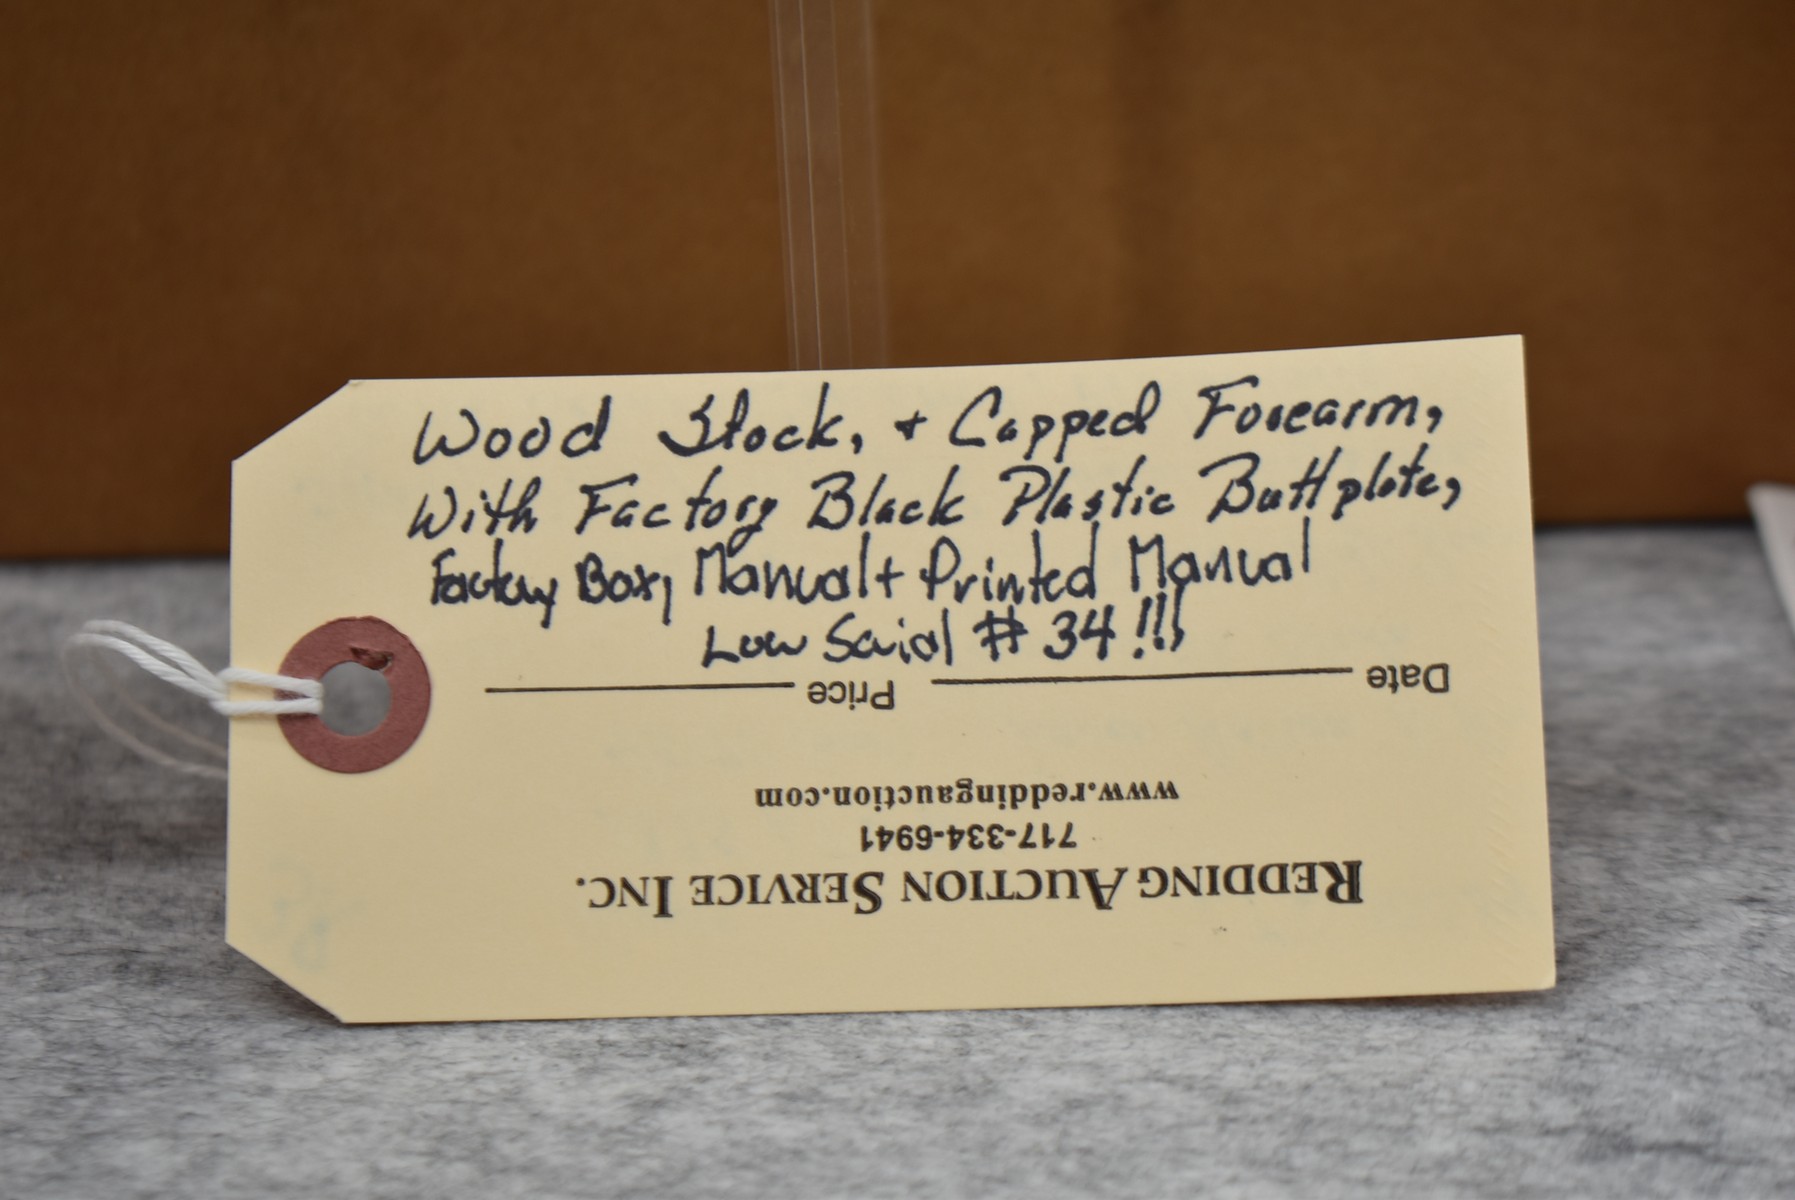 Wood Stock, + Capped Forearm,
With Factory Black Plastic Buttplate,
Factory Box, Manual + Printed Manual
Low Serial # 34 !!!
Date Price
www.reddingauction.com
717-334-6941
REDDING AUCTION SERVICE INC.